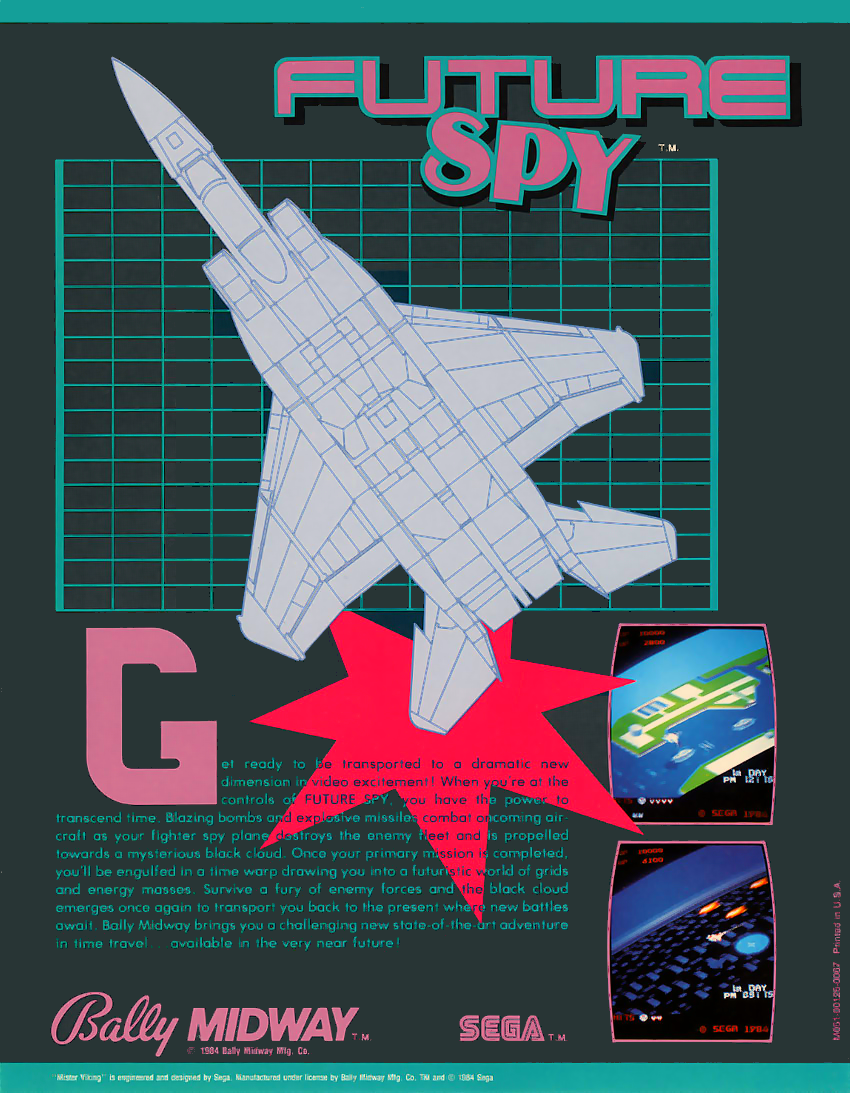 FUTURE
SPY T.M.
Get ready to be transported to a dramatic new
dimension in video excitement! When you're at the
controls of FUTURE SPY, you have the power to
transcend time. Blazing bombs and explosive missiles combat oncoming air-
craft as your fighter spy plane destroys the enemy fleet and is propelled
towards a mysterious black cloud. Once your primary mission is completed,
you'll be engulfed in a time warp drawing you into a futuristic world of grids
and energy masses. Survive a fury of enemy forces and the black cloud
emerges once again to transport you back to the present where new battles
await. Bally Midway brings you a challenging new state-of-the-art adventure
in time travel... available in the very near future!
1st DAY
© SEGA 1984
1st DAY
© SEGA 1984
Bally MIDWAY T.M.
© 1984 Bally Midway Mfg. Co.
SEGA T.M.
Printed in U.S.A.
"Mister Viking" is engineered and designed by Sega. Manufactured under license by Bally Midway Mfg. Co. TM and © 1984 Sega